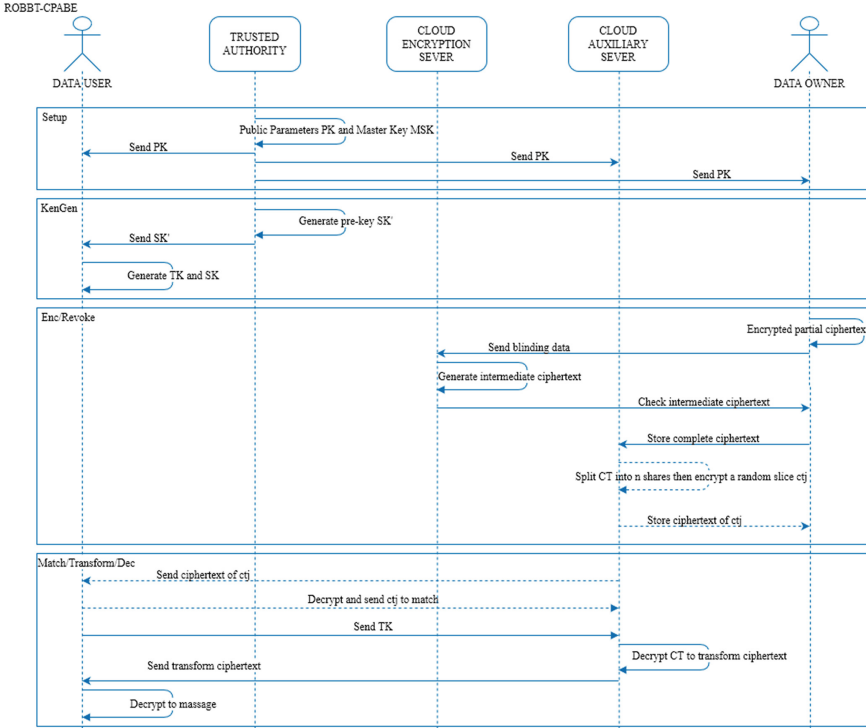 ROBBT-CPABE
DATA USER
TRUSTED
AUTHORITY
CLOUD
ENCRYPTION
SEVER
CLOUD
AUXILIARY
SEVER
DATA OWNER
Setup
Public Parameters PK and Master Key MSK
Send PK
Send PK
Send PK
KenGen
Generate pre-key SK'
Send SK'
Generate TK and SK
Enc/Revoke
Encrypted partial ciphertex
Send blinding data
Generate intermediate ciphertext
Check intermediate ciphertext
Store complete ciphertext
Split CT into n shares then encrypt a random slice ctj
Store ciphertext of ctj
Match/Transform/Dec
Send ciphertext of ctj
Decrypt and send ctj to match
Send TK
Decrypt CT to transform ciphertext
Send transform ciphertext
Decrypt to massage